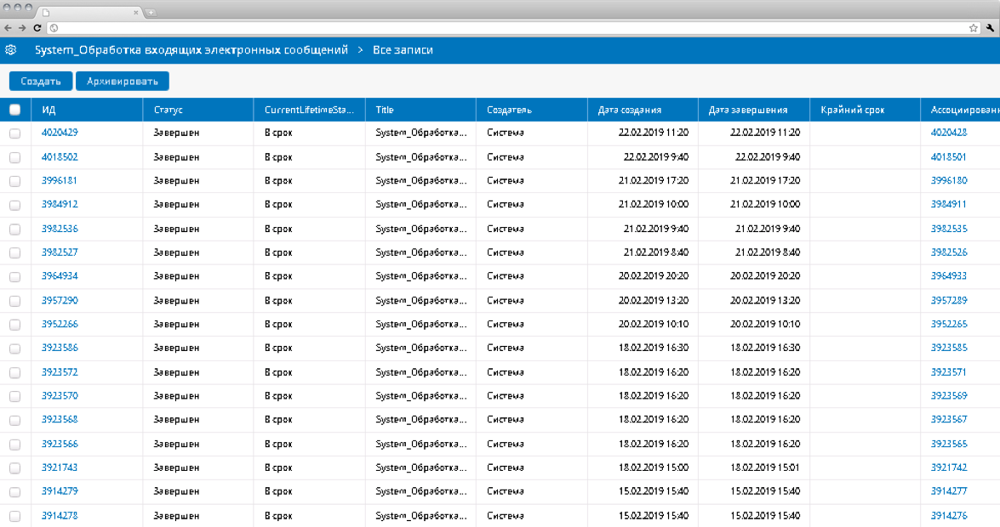 System_Обработка входящих электронных сообщений > Все записи
Создать Архивировать
ИД Статус CurrentLifetimeSta... Title Создатель Дата создания Дата завершения Крайний срок Ассоциирован
4020429 Завершен В срок System_Обработка... Система 22.02.2019 11:20 22.02.2019 11:20 4020428
4018502 Завершен В срок System_Обработка... Система 22.02.2019 9:40 22.02.2019 9:40 4018501
3996181 Завершен В срок System_Обработка... Система 21.02.2019 17:20 21.02.2019 17:20 3996180
3984912 Завершен В срок System_Обработка... Система 21.02.2019 10:00 21.02.2019 10:00 3984911
3982536 Завершен В срок System_Обработка... Система 21.02.2019 9:40 21.02.2019 9:40 3982535
3982527 Завершен В срок System_Обработка... Система 21.02.2019 8:40 21.02.2019 8:40 3982526
3964934 Завершен В срок System_Обработка... Система 20.02.2019 20:20 20.02.2019 20:20 3964933
3957290 Завершен В срок System_Обработка... Система 20.02.2019 13:20 20.02.2019 13:20 3957289
3952266 Завершен В срок System_Обработка... Система 20.02.2019 10:10 20.02.2019 10:10 3952265
3923586 Завершен В срок System_Обработка... Система 18.02.2019 16:30 18.02.2019 16:30 3923585
3923572 Завершен В срок System_Обработка... Система 18.02.2019 16:20 18.02.2019 16:20 3923571
3923570 Завершен В срок System_Обработка... Система 18.02.2019 16:20 18.02.2019 16:20 3923569
3923568 Завершен В срок System_Обработка... Система 18.02.2019 16:20 18.02.2019 16:20 3923567
3923566 Завершен В срок System_Обработка... Система 18.02.2019 16:20 18.02.2019 16:20 3923565
3921743 Завершен В срок System_Обработка... Система 18.02.2019 15:00 18.02.2019 15:01 3921742
3914279 Завершен В срок System_Обработка... Система 15.02.2019 15:40 15.02.2019 15:40 3914277
3914278 Завершен В срок System_Обработка... Система 15.02.2019 15:40 15.02.2019 15:40 3914276